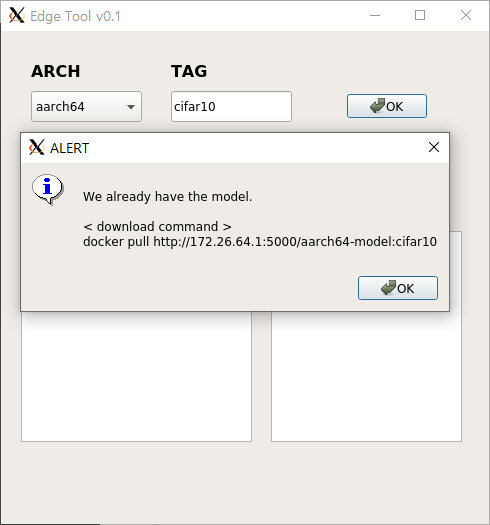 Edge Tool v0.1
ARCH TAG
aarch64 cifar10 OK
ALERT
We already have the model.
< download command >
docker pull http://172.26.64.1:5000/aarch64-model:cifar10
OK